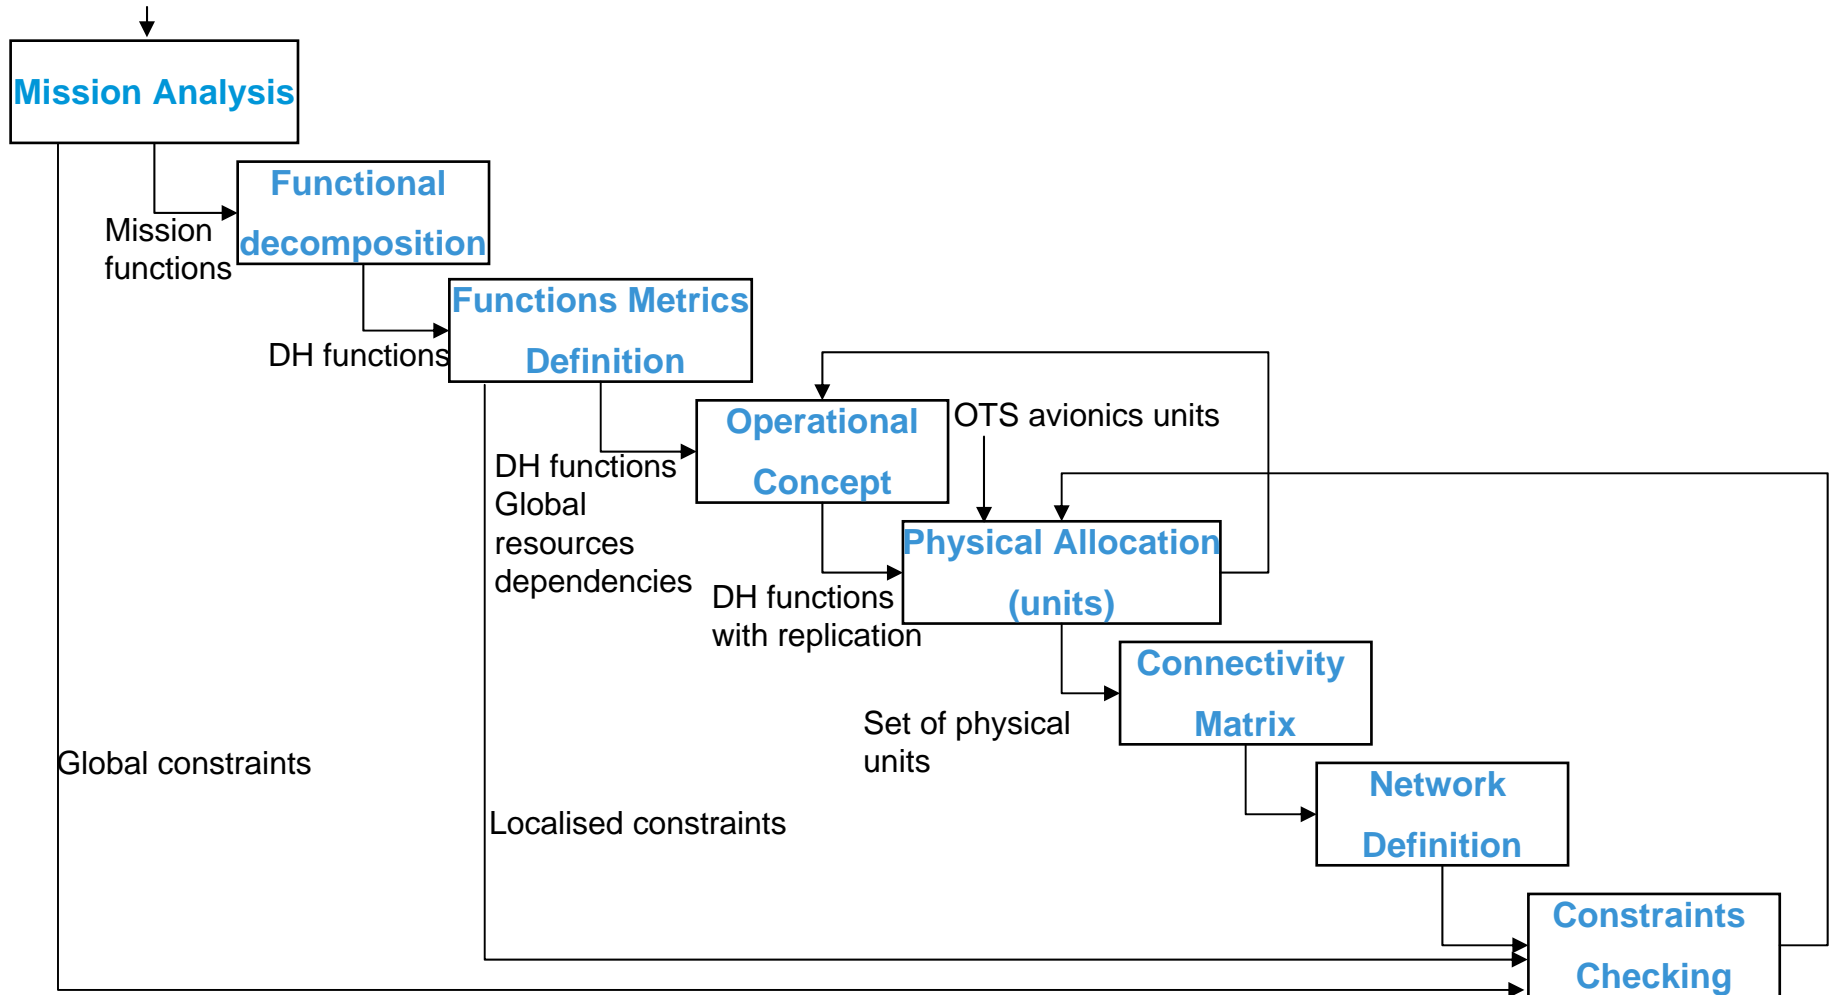 Mission Analysis
Functional
decomposition
Mission
functions
Functions Metrics
Definition
DH functions
Operational
Concept
OTS avionics units
DH functions
Global
resources
dependencies
Physical Allocation
(units)
DH functions
with replication
Connectivity
Matrix
Set of physical
units
Global constraints
Network
Definition
Localised constraints
Constraints
Checking